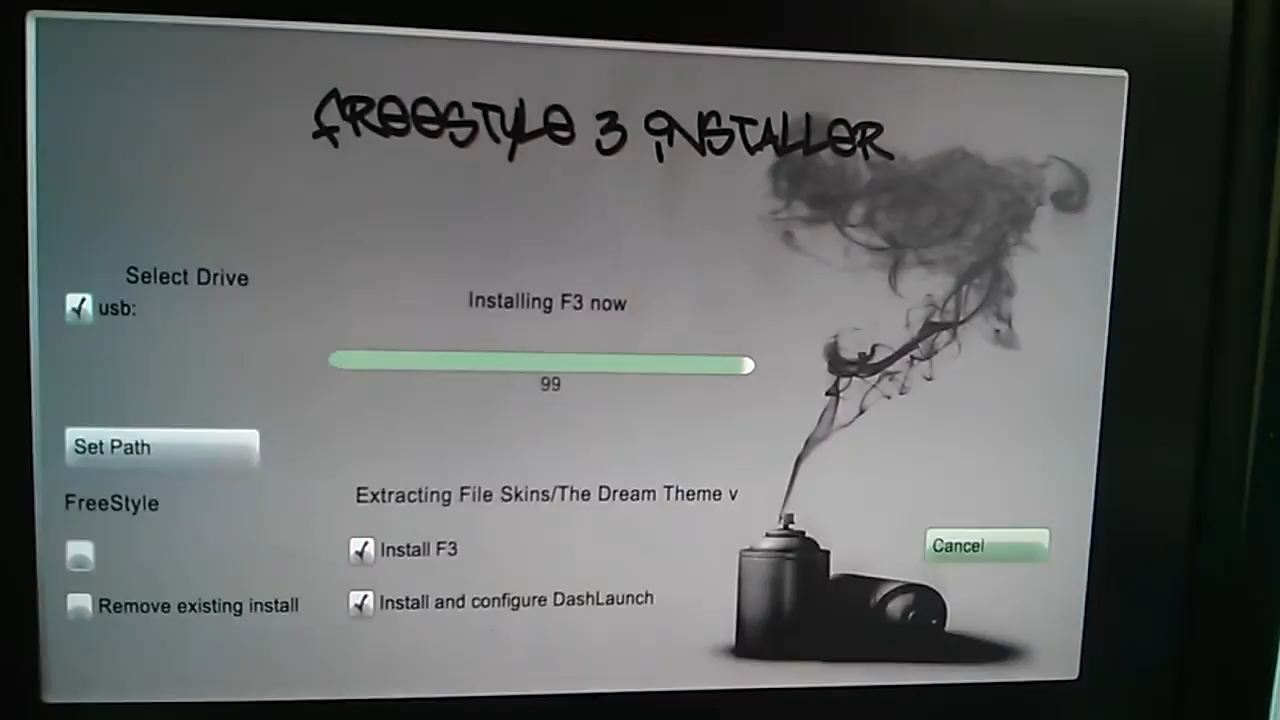 FREESTYLE 3 INSTALLER
Select Drive
usb:
Installing F3 now
99
Set Path
FreeStyle
Extracting File Skins/The Dream Theme v
Install F3
Cancel
Remove existing install
Install and configure DashLaunch